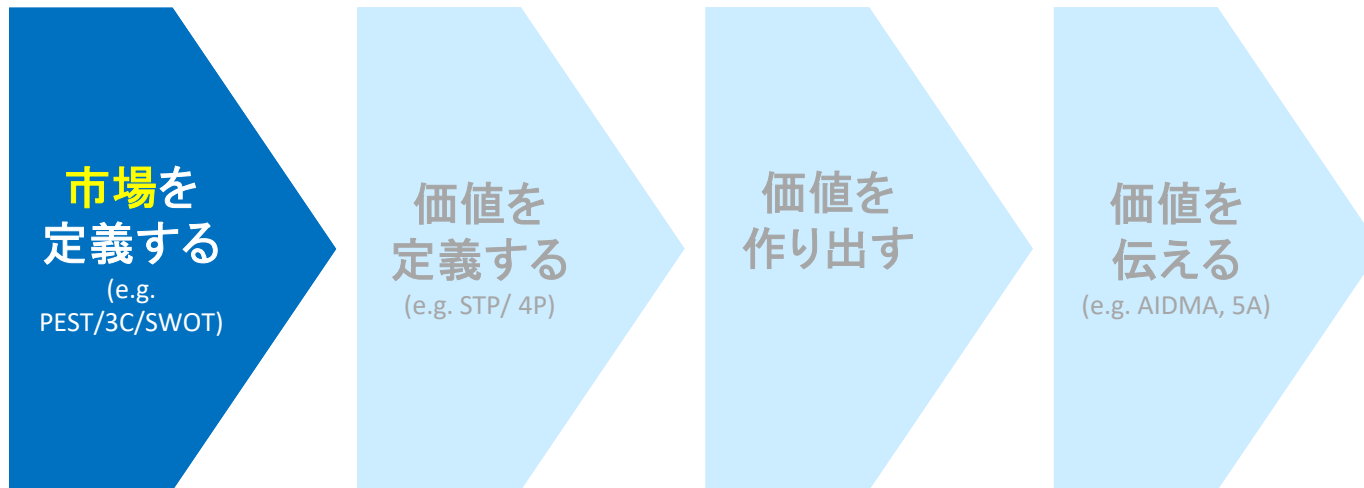 市場を
定義する
(e.g.
PEST/3C/SWOT)
価値を
定義する
(e.g. STP/ 4P)
価値を
作り出す
価値を
伝える
(e.g. AIDMA, 5A)